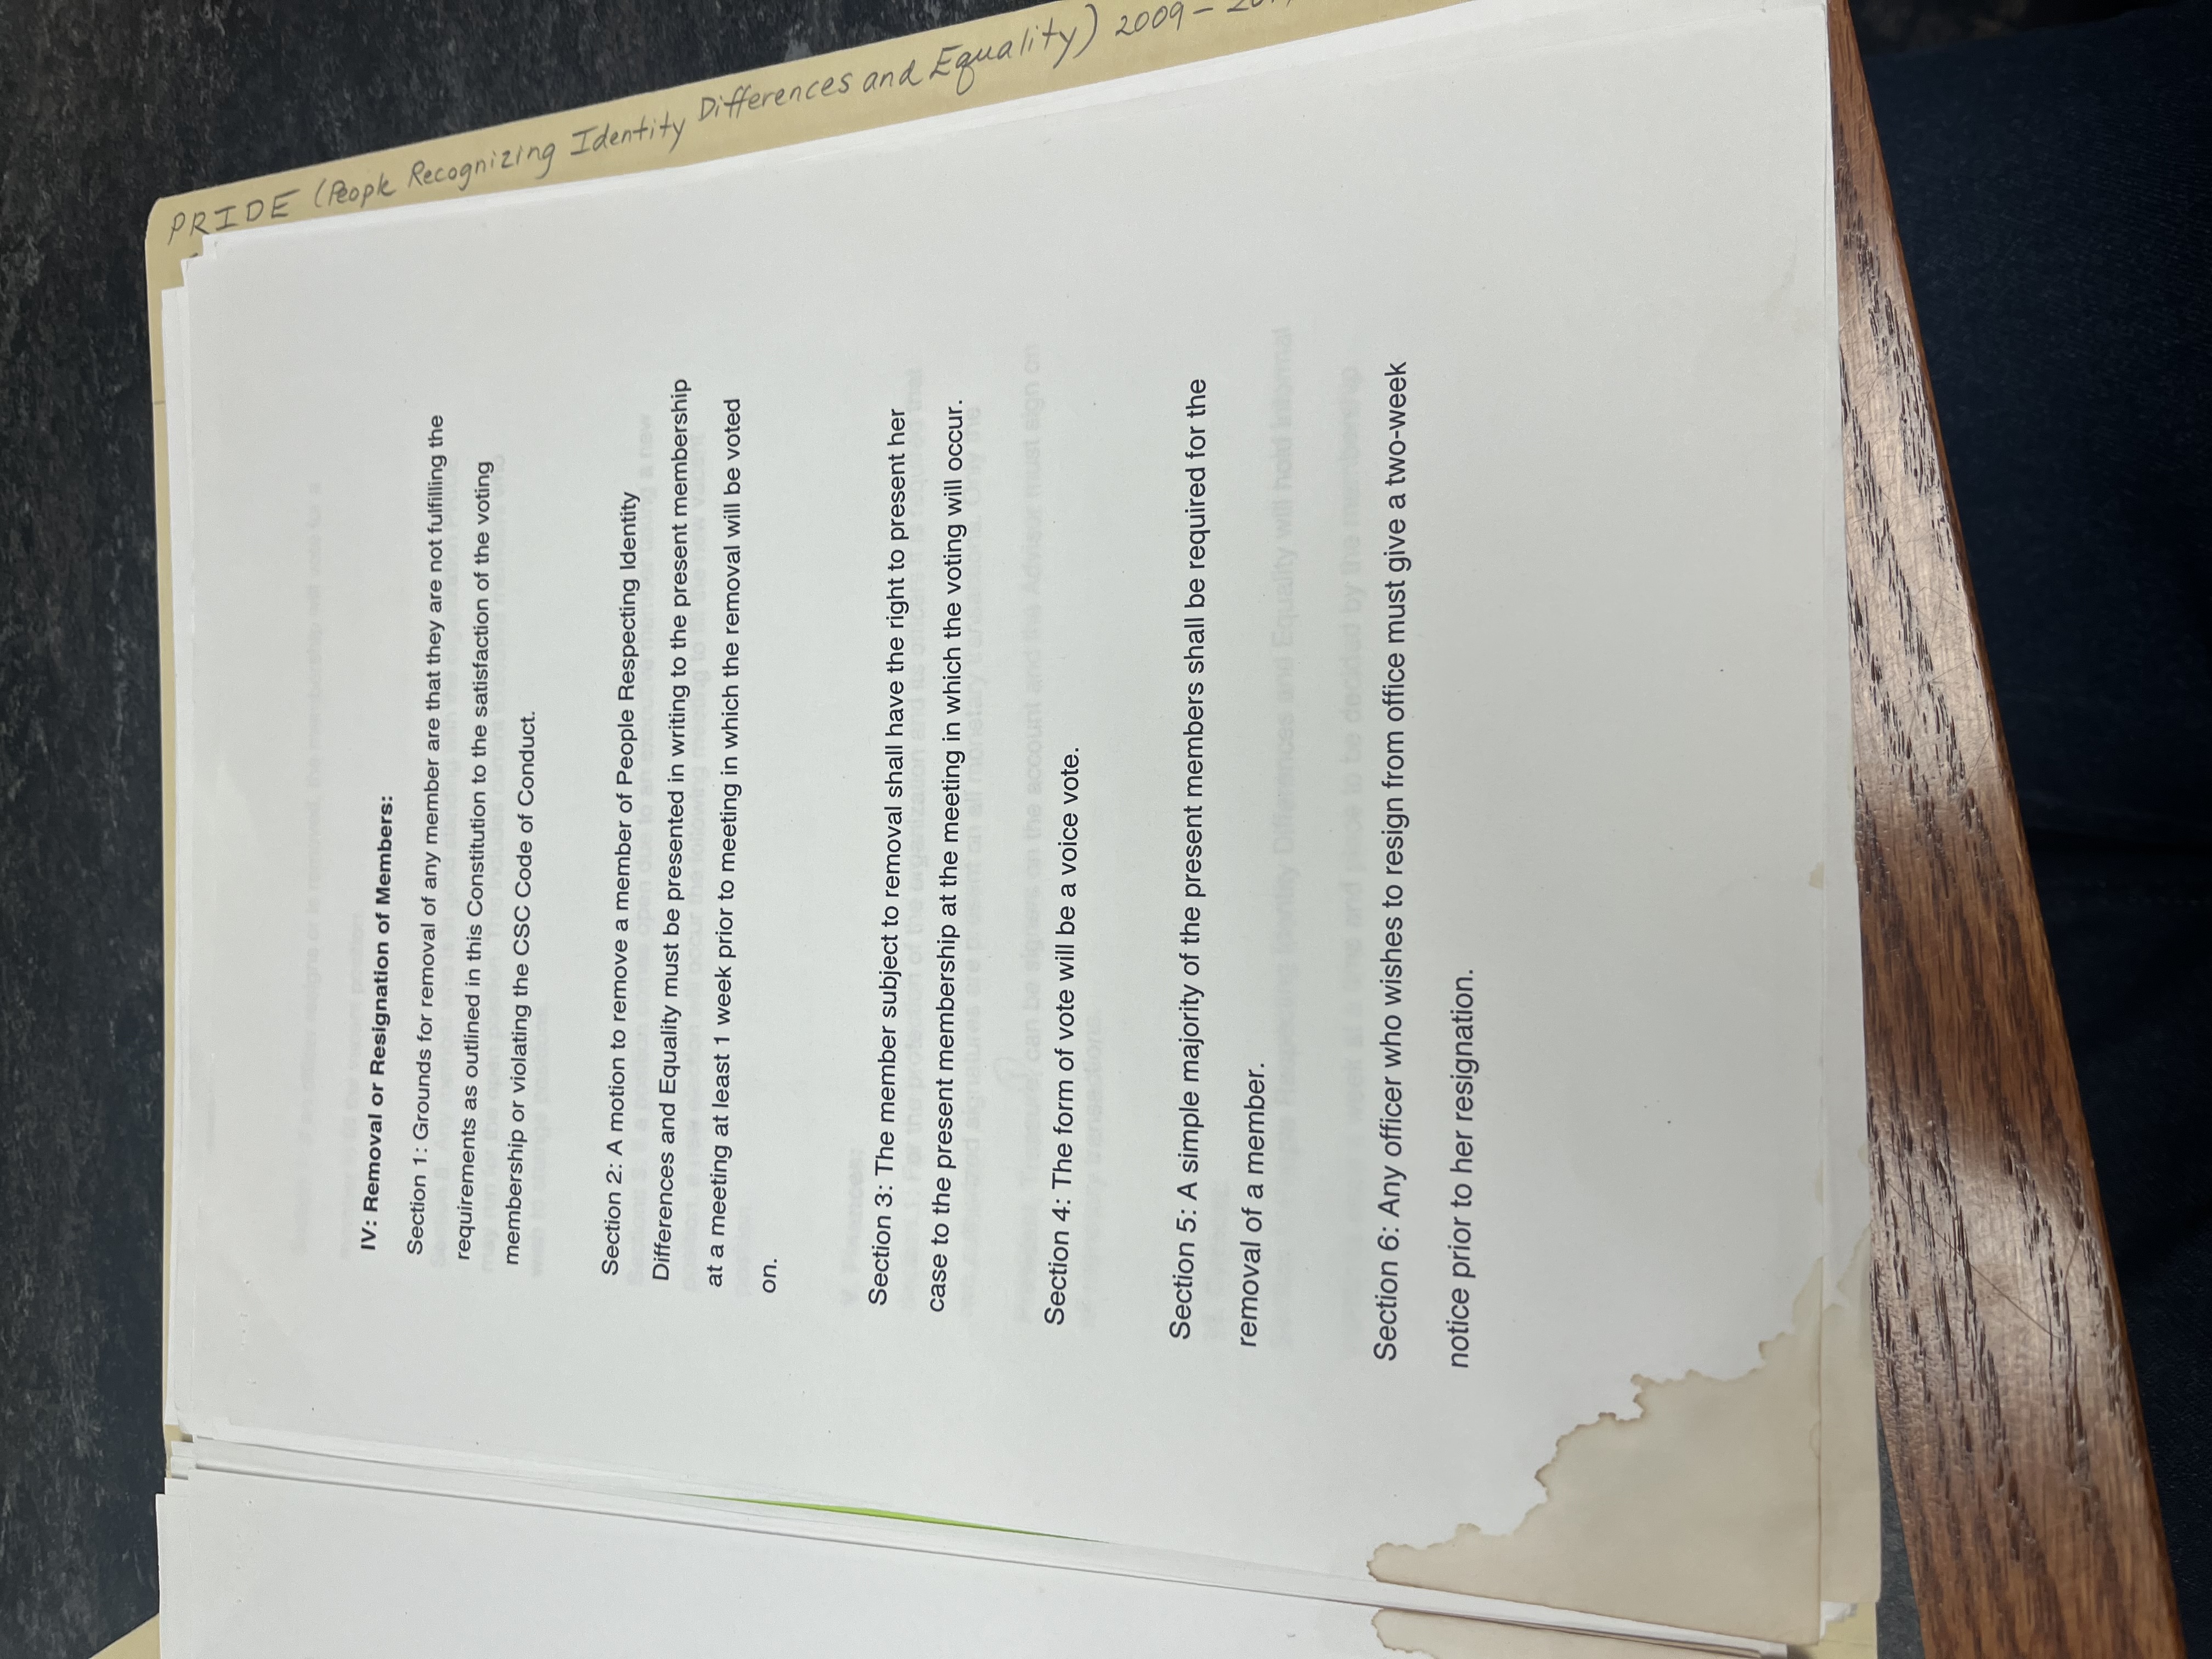 IV: Removal or Resignation of Members:
Section 1: Grounds for removal of any member are that they are not fulfilling the
requirements as outlined in this Constitution to the satisfaction of the voting
membership or violating the CSC Code of Conduct.
Section 2: A motion to remove a member of People Respecting Identity
Differences and Equality must be presented in writing to the present membership
at a meeting at least 1 week prior to meeting in which the removal will be voted
on.
Section 3: The member subject to removal shall have the right to present her
case to the present membership at the meeting in which the voting will occur.
Section 4: The form of vote will be a voice vote.
Section 5: A simple majority of the present members shall be required for the
removal of a member.
Section 6: Any officer who wishes to resign from office must give a two-week
notice prior to her resignation.
PRIDE (People Recognizing Identity Differences and Equality) 2009-